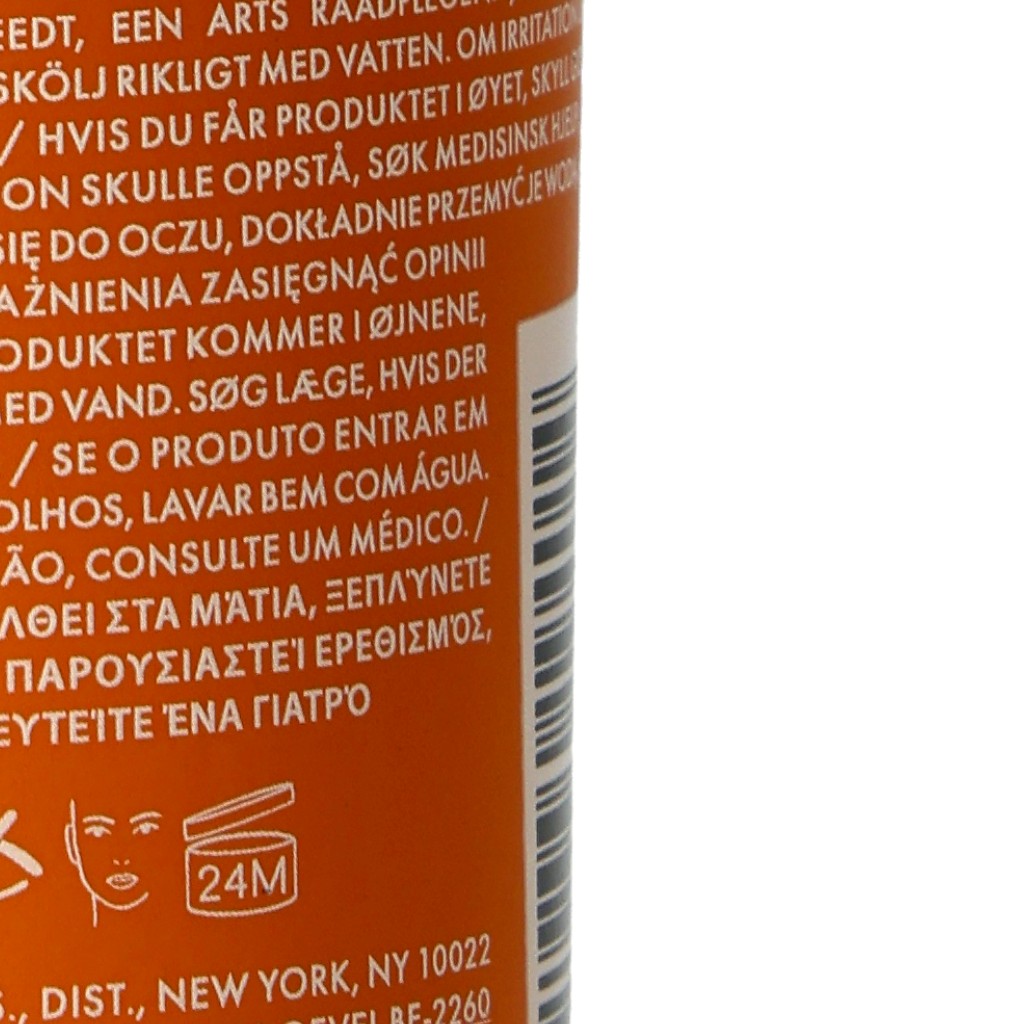 EEN ARTS
SKÖLJ RIKLIGT MED VATTEN. OM IRRITATION
/ HVIS DU FÅR PRODUKTET I ØYET, SKYLL
ON SKULLE OPPSTÅ, SØK MEDISINSK
SIĘ DO OCZU, DOKŁADNIE PRZEMYĆ JE WODĄ
AŻNIENIA ZASIĘGNĄĆ OPINII
ODUKTET KOMMER I ØJNENE,
ED VAND. SØG LÆGE, HVIS DER
/ SE O PRODUTO ENTRAR EM
OLHOS, LAVAR BEM COM ÁGUA.
ÃO, CONSULTE UM MÉDICO. /
ΛΘΕΙ ΣΤΑ ΜΆΤΙΑ, ΞΕΠΛΎΝΕΤΕ
ΠΑΡΟΥΣΙΑΣΤΕΊ ΕΡΕΘΙΣΜΌΣ,
ΕΥΤΕΊΤΕ ΈΝΑ ΓΙΑΤΡΌ
24M
S., DIST., NEW YORK, NY 10022
BE-2260